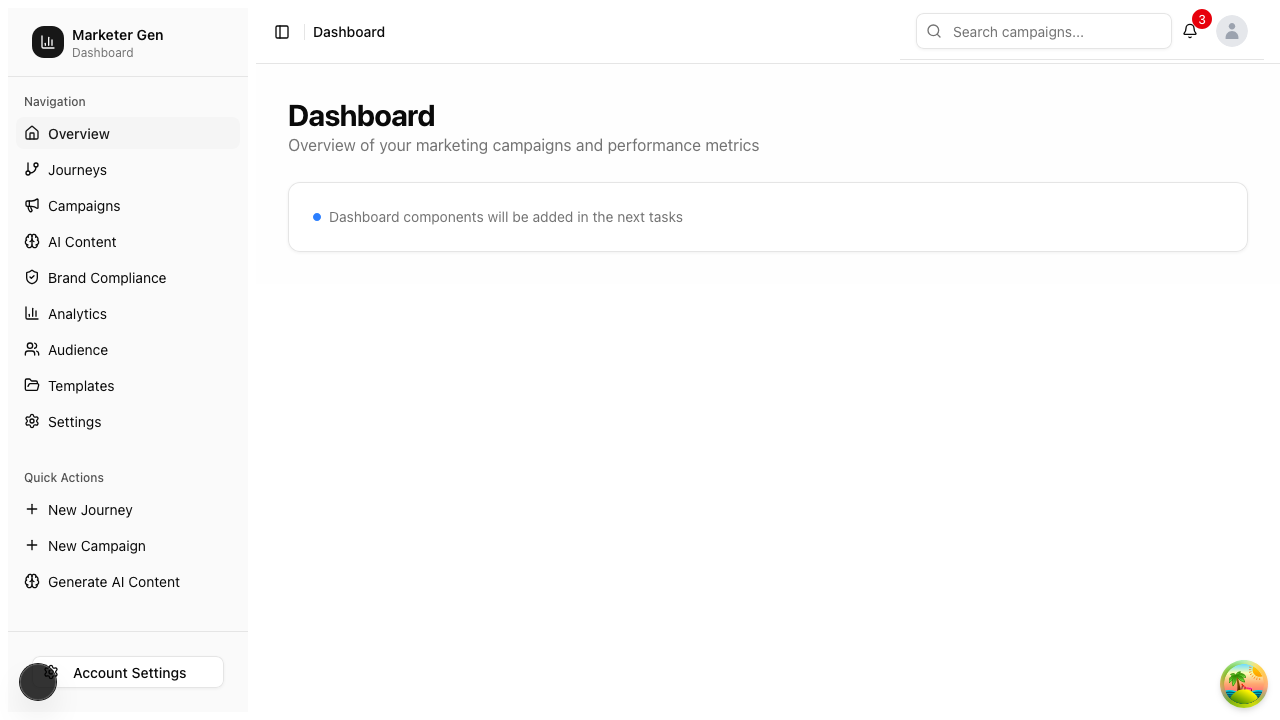 Marketer Gen
Dashboard
Navigation
Overview
Journeys
Campaigns
AI Content
Brand Compliance
Analytics
Audience
Templates
Settings
Quick Actions
New Journey
New Campaign
Generate AI Content
Account Settings
Dashboard
Search campaigns...
3
Dashboard
Overview of your marketing campaigns and performance metrics
Dashboard components will be added in the next tasks